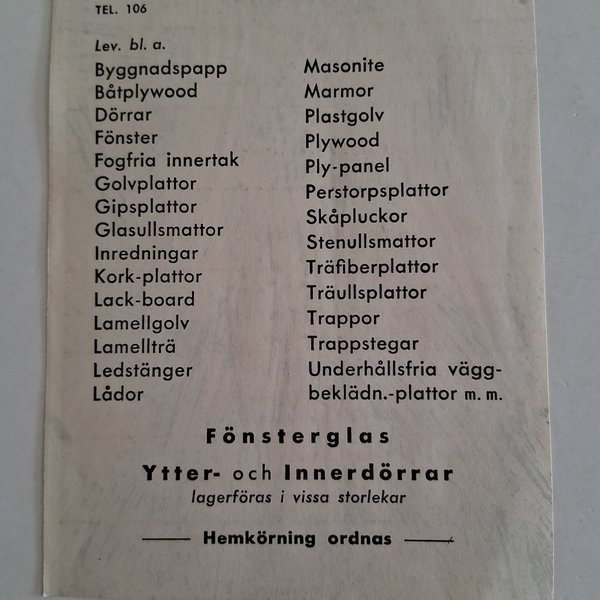 TEL. 106
Lev. bl. a.
Byggnadspapp
Båtplywood
Dörrar
Fönster
Fogfria innertak
Golvplattor
Gipsplattor
Glasullsmattor
Inredningar
Kork-plattor
Lack-board
Lamellgolv
Lamellträ
Ledstänger
Lådor
Masonite
Marmor
Plastgolv
Plywood
Ply-panel
Perstorpsplattor
Skåpluckor
Stenullsmattor
Träfiberplattor
Träullsplattor
Trappor
Trappstegar
Underhållsfria vägg-
beklädn.-plattor m. m.
Fönsterglas
Ytter- och Innerdörrar
lagerföras i vissa storlekar
Hemkörning ordnas